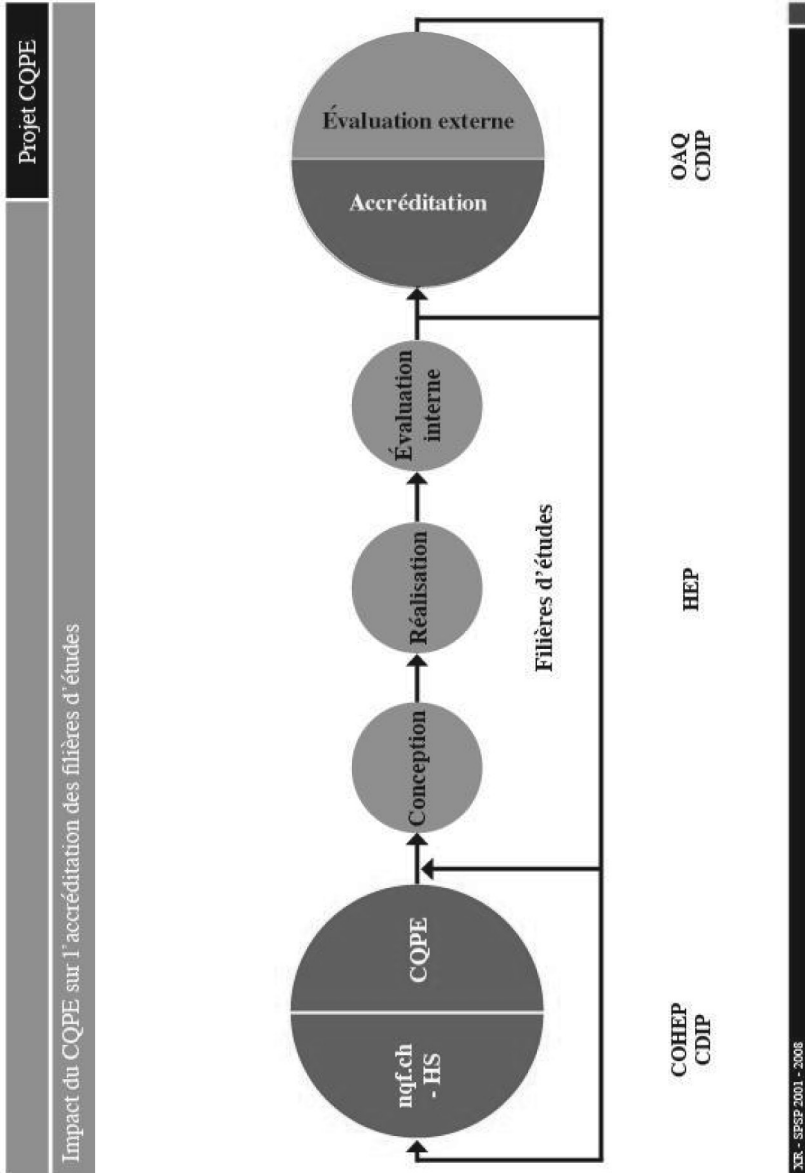 Projet CQPE
Impact du CQPE sur l'accréditation des filières d'études
nqf.ch
- HS
CQPE
Conception
Réalisation
Évaluation
interne
Accréditation
Évaluation externe
Filières d'études
COHEP
CDIP
HEP
OAQ
CDIP
- SPSP 2001 - 2008